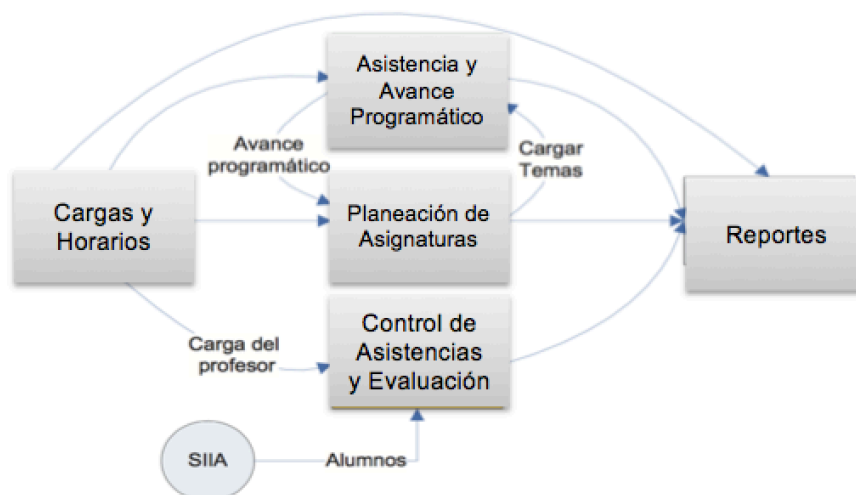 Asistencia y
Avance
Programático
Avance
programático
Cargar
Temas
Cargas y
Horarios
Planeación de
Asignaturas
Reportes
Control de
Asistencias
y Evaluación
Carga del
profesor
SIIA
Alumnos